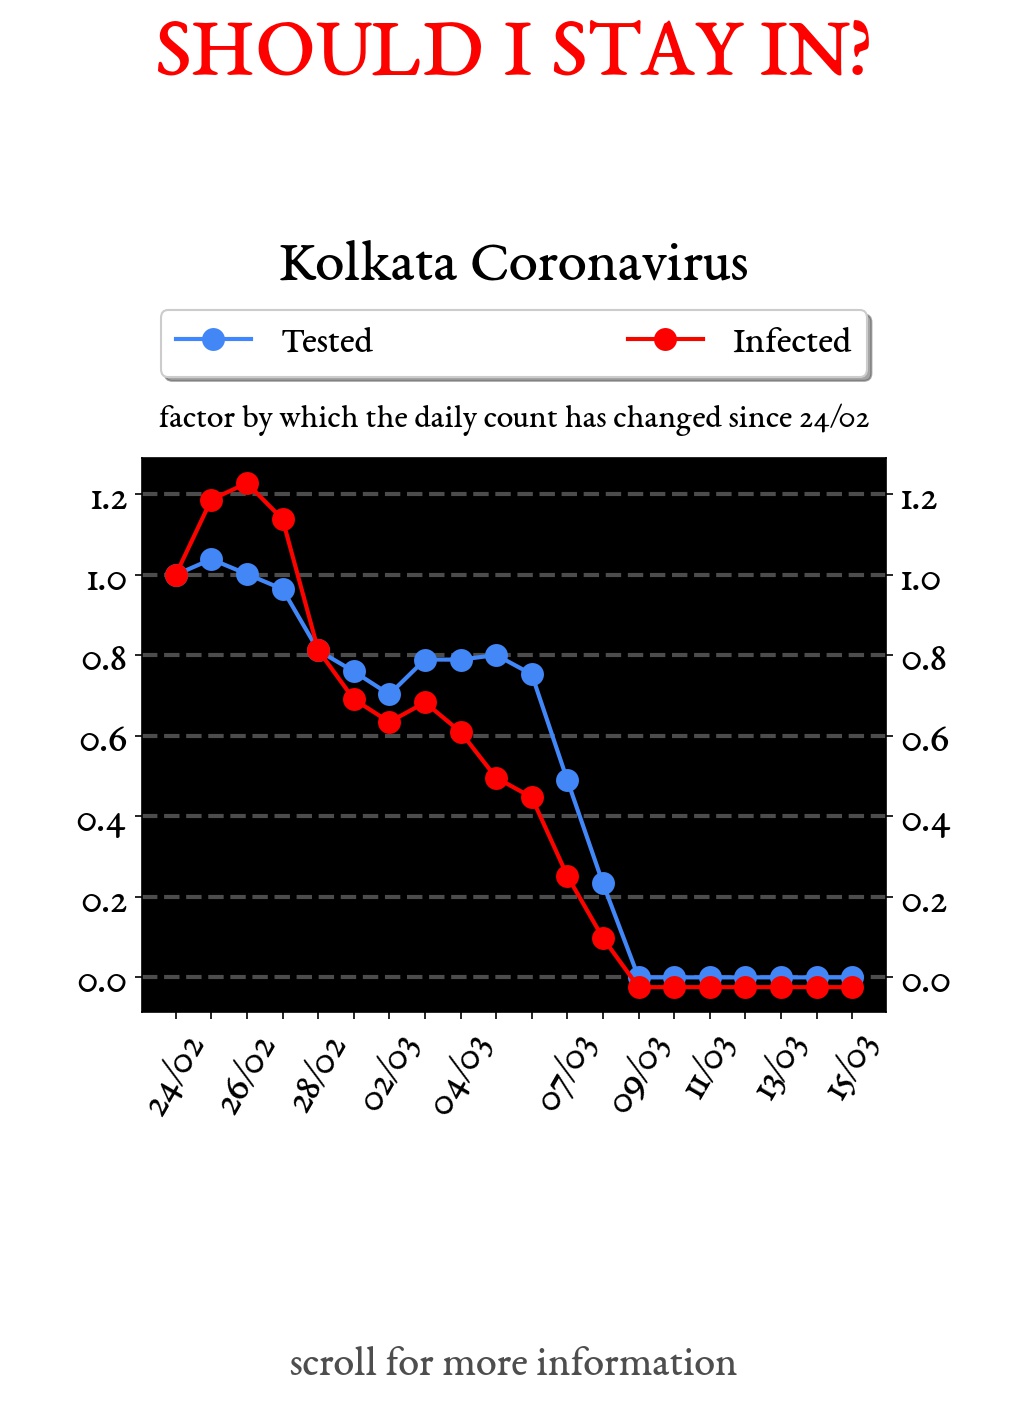 SHOULD I STAY IN?
Kolkata Coronavirus
Tested Infected
factor by which the daily count has changed since 24/02
1.2 1.2
1.0 1.0
0.8 0.8
0.6 0.6
0.4 0.4
0.2 0.2
0.0 0.0
24/02 26/02 28/02 02/03 04/03 07/03 09/03 11/03 13/03 15/03
scroll for more information